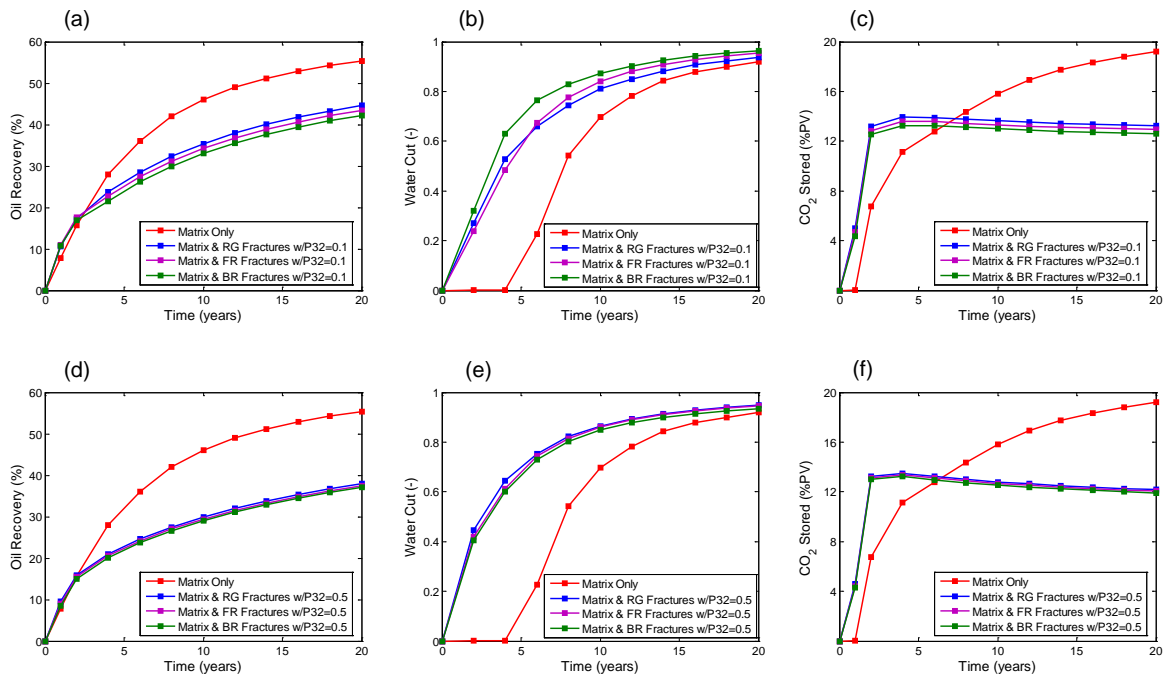 (a)
60
50
40
30
20
10
0
Oil Recovery (%)
0 5 10 15 20
Time (years)
Matrix Only
Matrix & RG Fractures w/P32=0.1
Matrix & FR Fractures w/P32=0.1
Matrix & BR Fractures w/P32=0.1
(b)
1
0.8
0.6
0.4
0.2
0
Water Cut (-)
0 5 10 15 20
Time (years)
Matrix Only
Matrix & RG Fractures w/P32=0.1
Matrix & FR Fractures w/P32=0.1
Matrix & BR Fractures w/P32=0.1
(c)
20
16
12
8
4
0
CO2 Stored (%PV)
0 5 10 15 20
Time (years)
Matrix Only
Matrix & RG Fractures w/P32=0.1
Matrix & FR Fractures w/P32=0.1
Matrix & BR Fractures w/P32=0.1
(d)
60
50
40
30
20
10
0
Oil Recovery (%)
0 5 10 15 20
Time (years)
Matrix Only
Matrix & RG Fractures w/P32=0.5
Matrix & FR Fractures w/P32=0.5
Matrix & BR Fractures w/P32=0.5
(e)
1
0.8
0.6
0.4
0.2
0
Water Cut (-)
0 5 10 15 20
Time (years)
Matrix Only
Matrix & RG Fractures w/P32=0.5
Matrix & FR Fractures w/P32=0.5
Matrix & BR Fractures w/P32=0.5
(f)
20
16
12
8
4
0
CO2 Stored (%PV)
0 5 10 15 20
Time (years)
Matrix Only
Matrix & RG Fractures w/P32=0.5
Matrix & FR Fractures w/P32=0.5
Matrix & BR Fractures w/P32=0.5